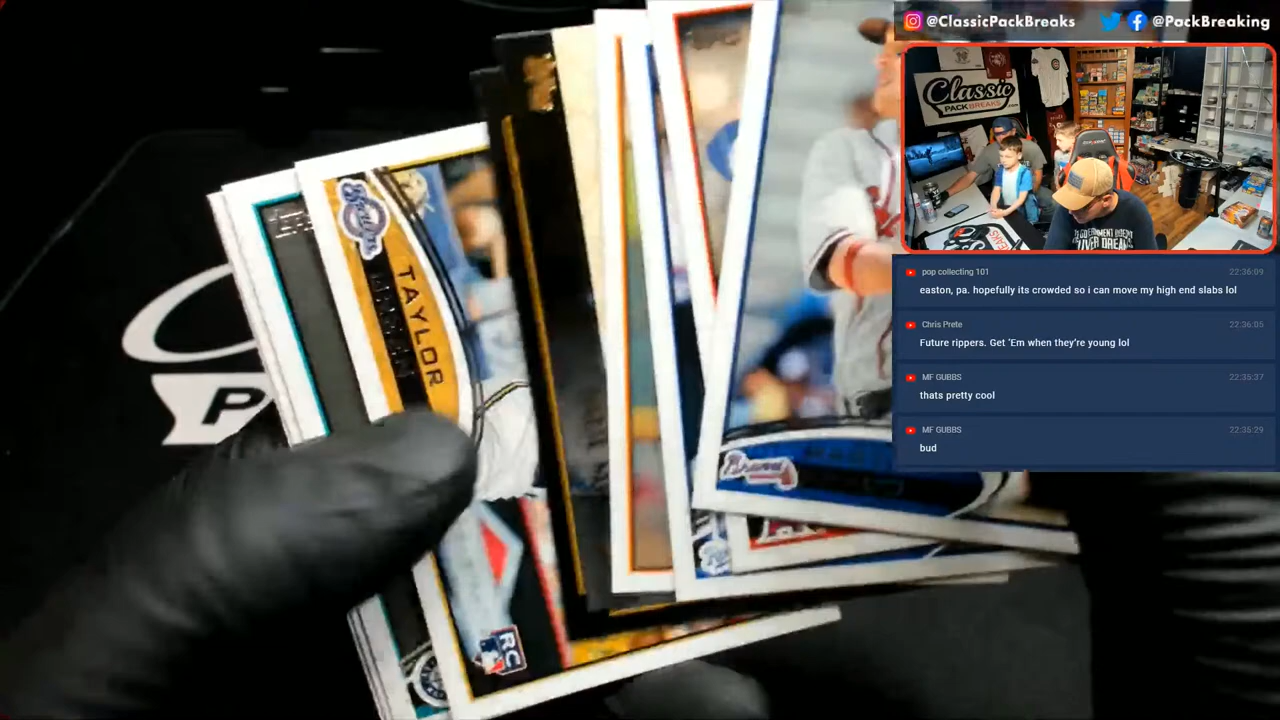 @ClassicPackBreaks
@PackBreaking
Classic
PACK BREAKS
.com
pop collecting 101
22:36:09
easton, pa. hopefully its crowded so i can move my high end slabs lol
Chris Prete
22:36:05
Future rippers. Get 'Em when they're young lol
MF GUBBS
22:35:37
thats pretty cool
MF GUBBS
22:35:29
bud
TAYLOR
Braves
RC
P